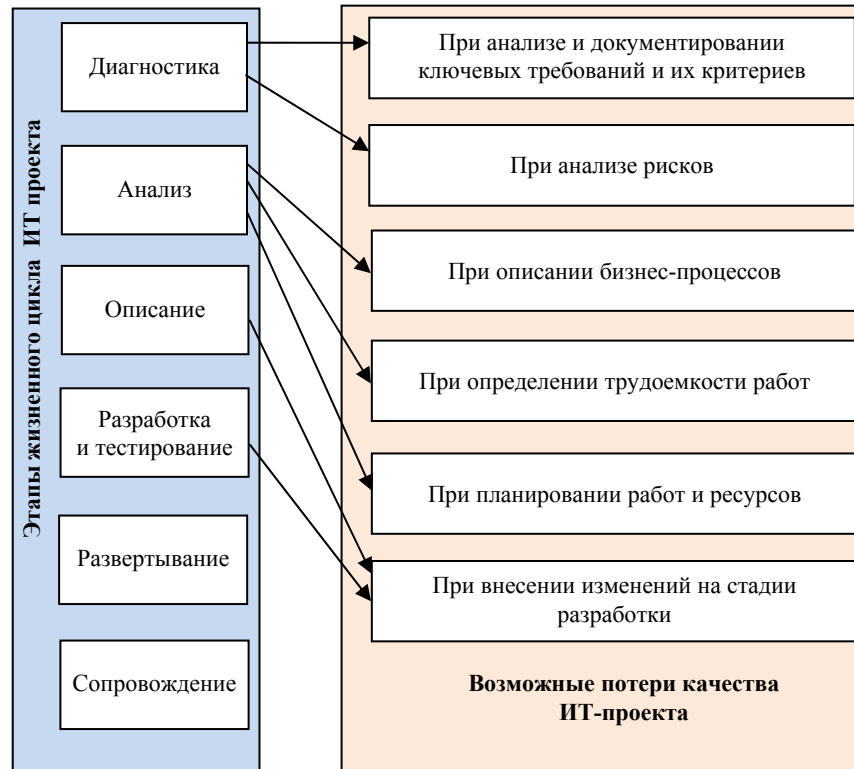 Этапы жизненного цикла ИТ проекта
Диагностика
Анализ
Описание
Разработка
и тестирование
Развертывание
Сопровождение
При анализе и документировании
ключевых требований и их критериев
При анализе рисков
При описании бизнес-процессов
При определении трудоемкости работ
При планировании работ и ресурсов
При внесении изменений на стадии
разработки
Возможные потери качества
ИТ-проекта